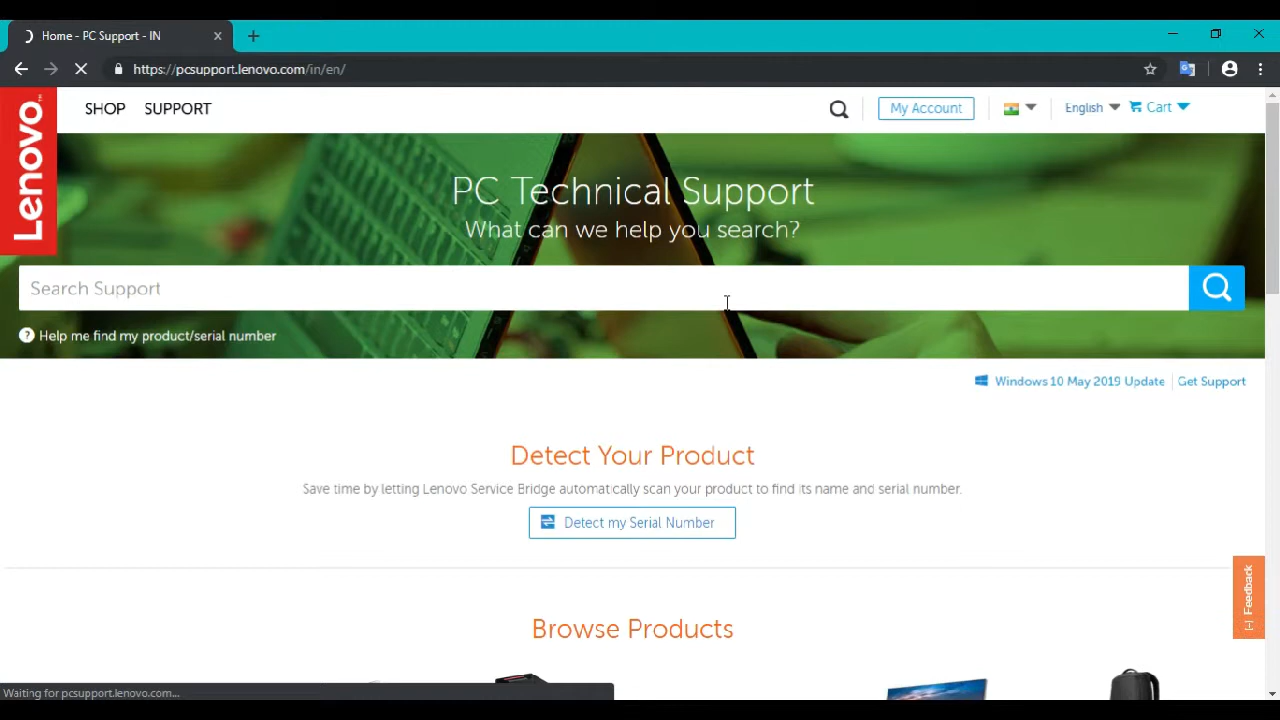 Home - PC Support - IN
https://pcsupport.lenovo.com/in/en/
Lenovo™
SHOP SUPPORT My Account English Cart
PC Technical Support
What can we help you search?
Search Support
? Help me find my product/serial number
Windows 10 May 2019 Update Get Support
Detect Your Product
Save time by letting Lenovo Service Bridge automatically scan your product to find its name and serial number.
Detect my Serial Number
[-] Feedback
Browse Products
Waiting for pcsupport.lenovo.com...